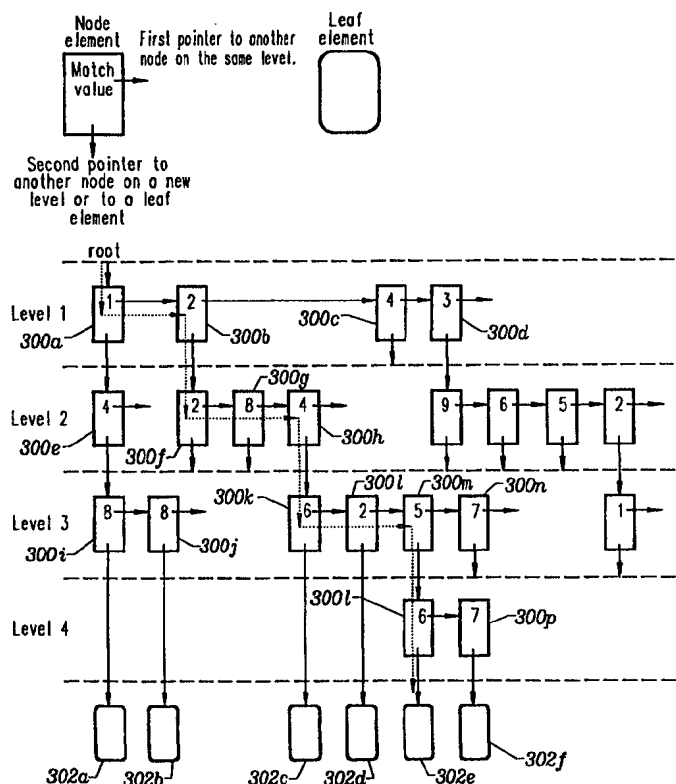 Node
element
Match
value
First pointer to another
node on the same level.
Leaf
element
Second pointer to
another node on a new
level or to a leaf
element
root
Level 1
1
2
4
3
300a
300b
300c
300d
300g
Level 2
4
2
8
4
9
6
5
2
300e
300f
300h
300k
300l
300m
300n
Level 3
8
8
6
2
5
7
1
300i
300j
300l
Level 4
6
7
300p
302a
302b
302c
302d
302e
302f